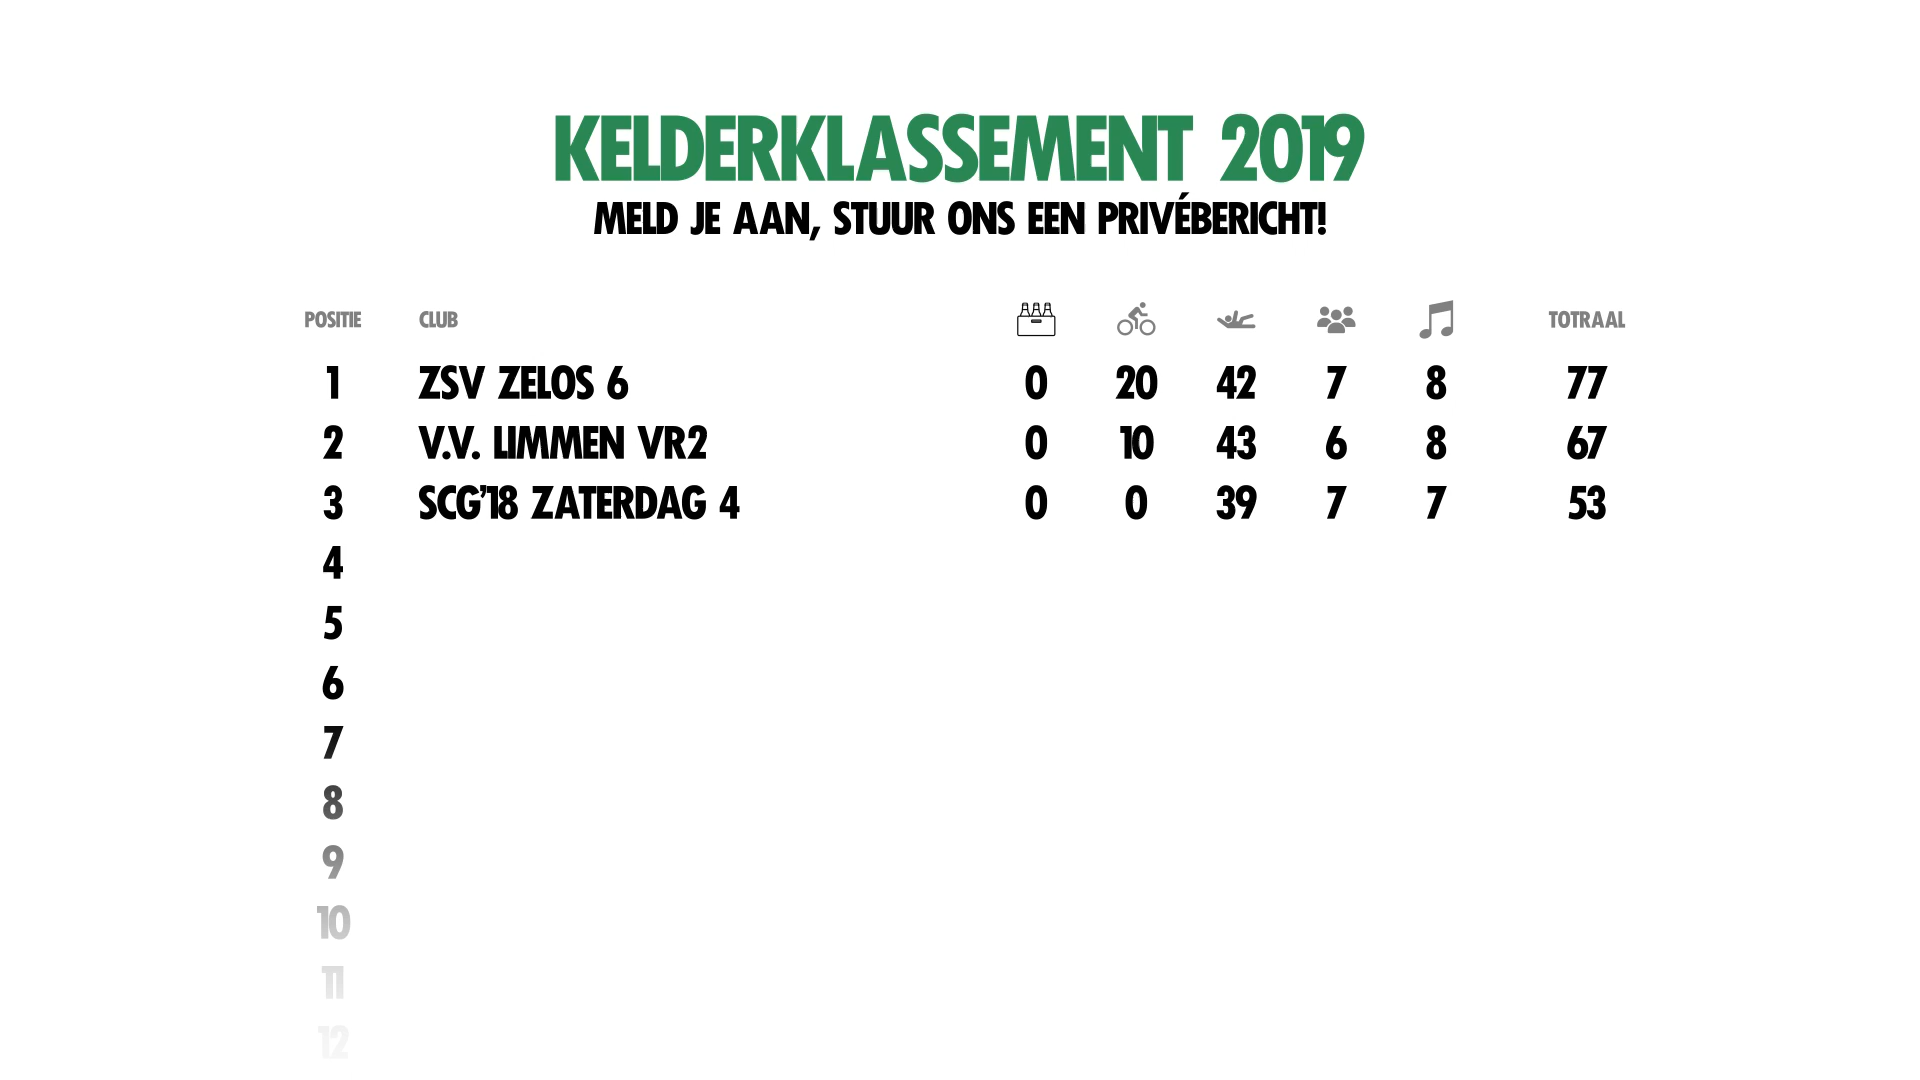 KELDERKLASSEMENT 2019
MELD JE AAN, STUUR ONS EEN PRIVÉBERICHT!
POSITIE CLUB TOTRAAL
1 ZSV ZELOS 6 0 20 42 7 8 77
2 V.V. LIMMEN VR2 0 10 43 6 8 67
3 SCG'18 ZATERDAG 4 0 0 39 7 7 53
4
5
6
7
8
9
10
11
12